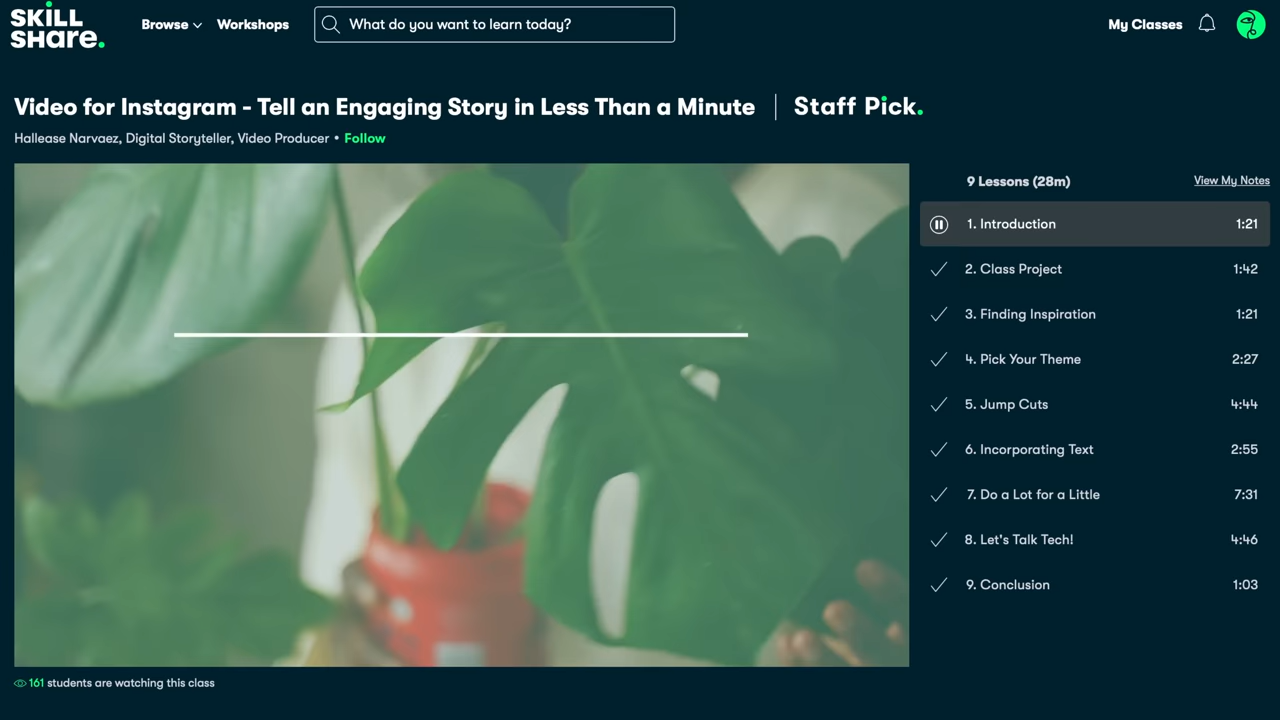 SKiLL
SHare.
Browse
Workshops
What do you want to learn today?
My Classes
Video for Instagram - Tell an Engaging Story in Less Than a Minute
Staff Pick.
Hallease Narvaez, Digital Storyteller, Video Producer • Follow
9 Lessons (28m)
View My Notes
1. Introduction 1:21
2. Class Project 1:42
3. Finding Inspiration 1:21
4. Pick Your Theme 2:27
5. Jump Cuts 4:44
6. Incorporating Text 2:55
7. Do a Lot for a Little 7:31
8. Let's Talk Tech! 4:46
9. Conclusion 1:03
161 students are watching this class